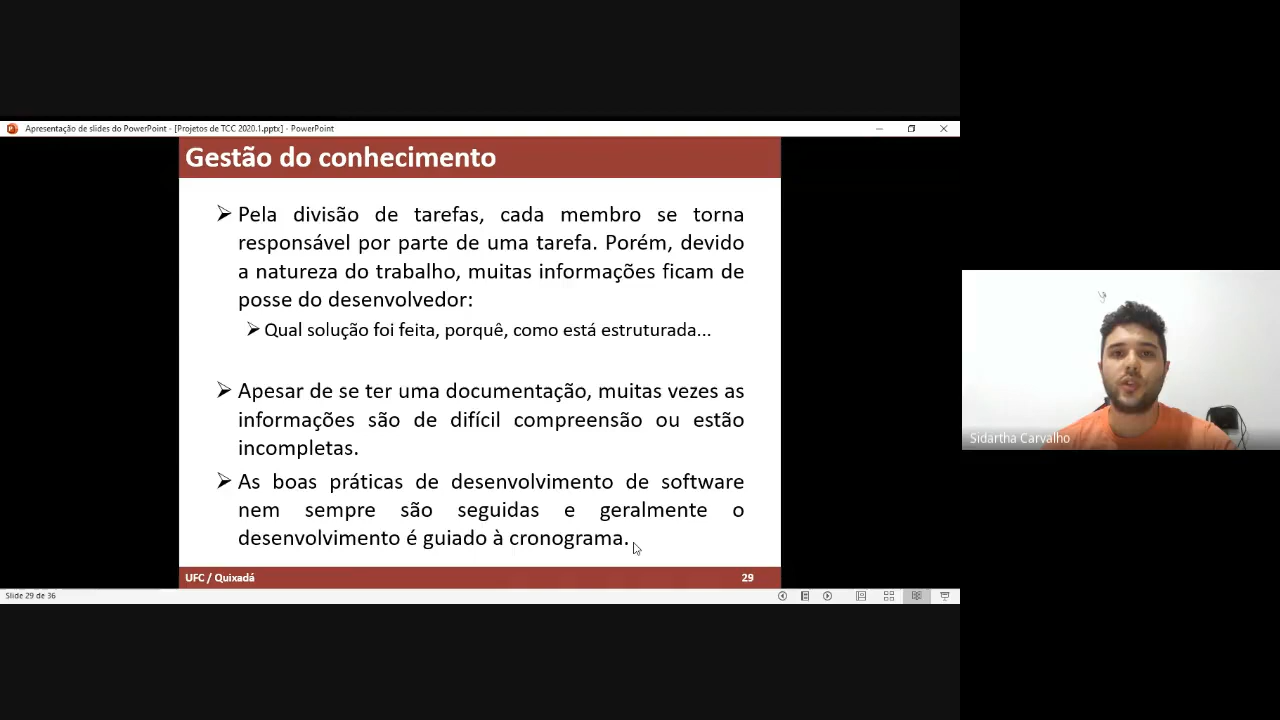 Apresentação de slides do PowerPoint - [Projetos de TCC 2020.1.pptx] - PowerPoint
Gestão do conhecimento
Pela divisão de tarefas, cada membro se torna
responsável por parte de uma tarefa. Porém, devido
a natureza do trabalho, muitas informações ficam de
posse do desenvolvedor:
Qual solução foi feita, porquê, como está estruturada...
Apesar de se ter uma documentação, muitas vezes as
informações são de difícil compreensão ou estão
incompletas.
As boas práticas de desenvolvimento de software
nem sempre são seguidas e geralmente o
desenvolvimento é guiado à cronograma.
UFC / Quixadá
29
Slide 29 de 36
Sidartha Carvalho